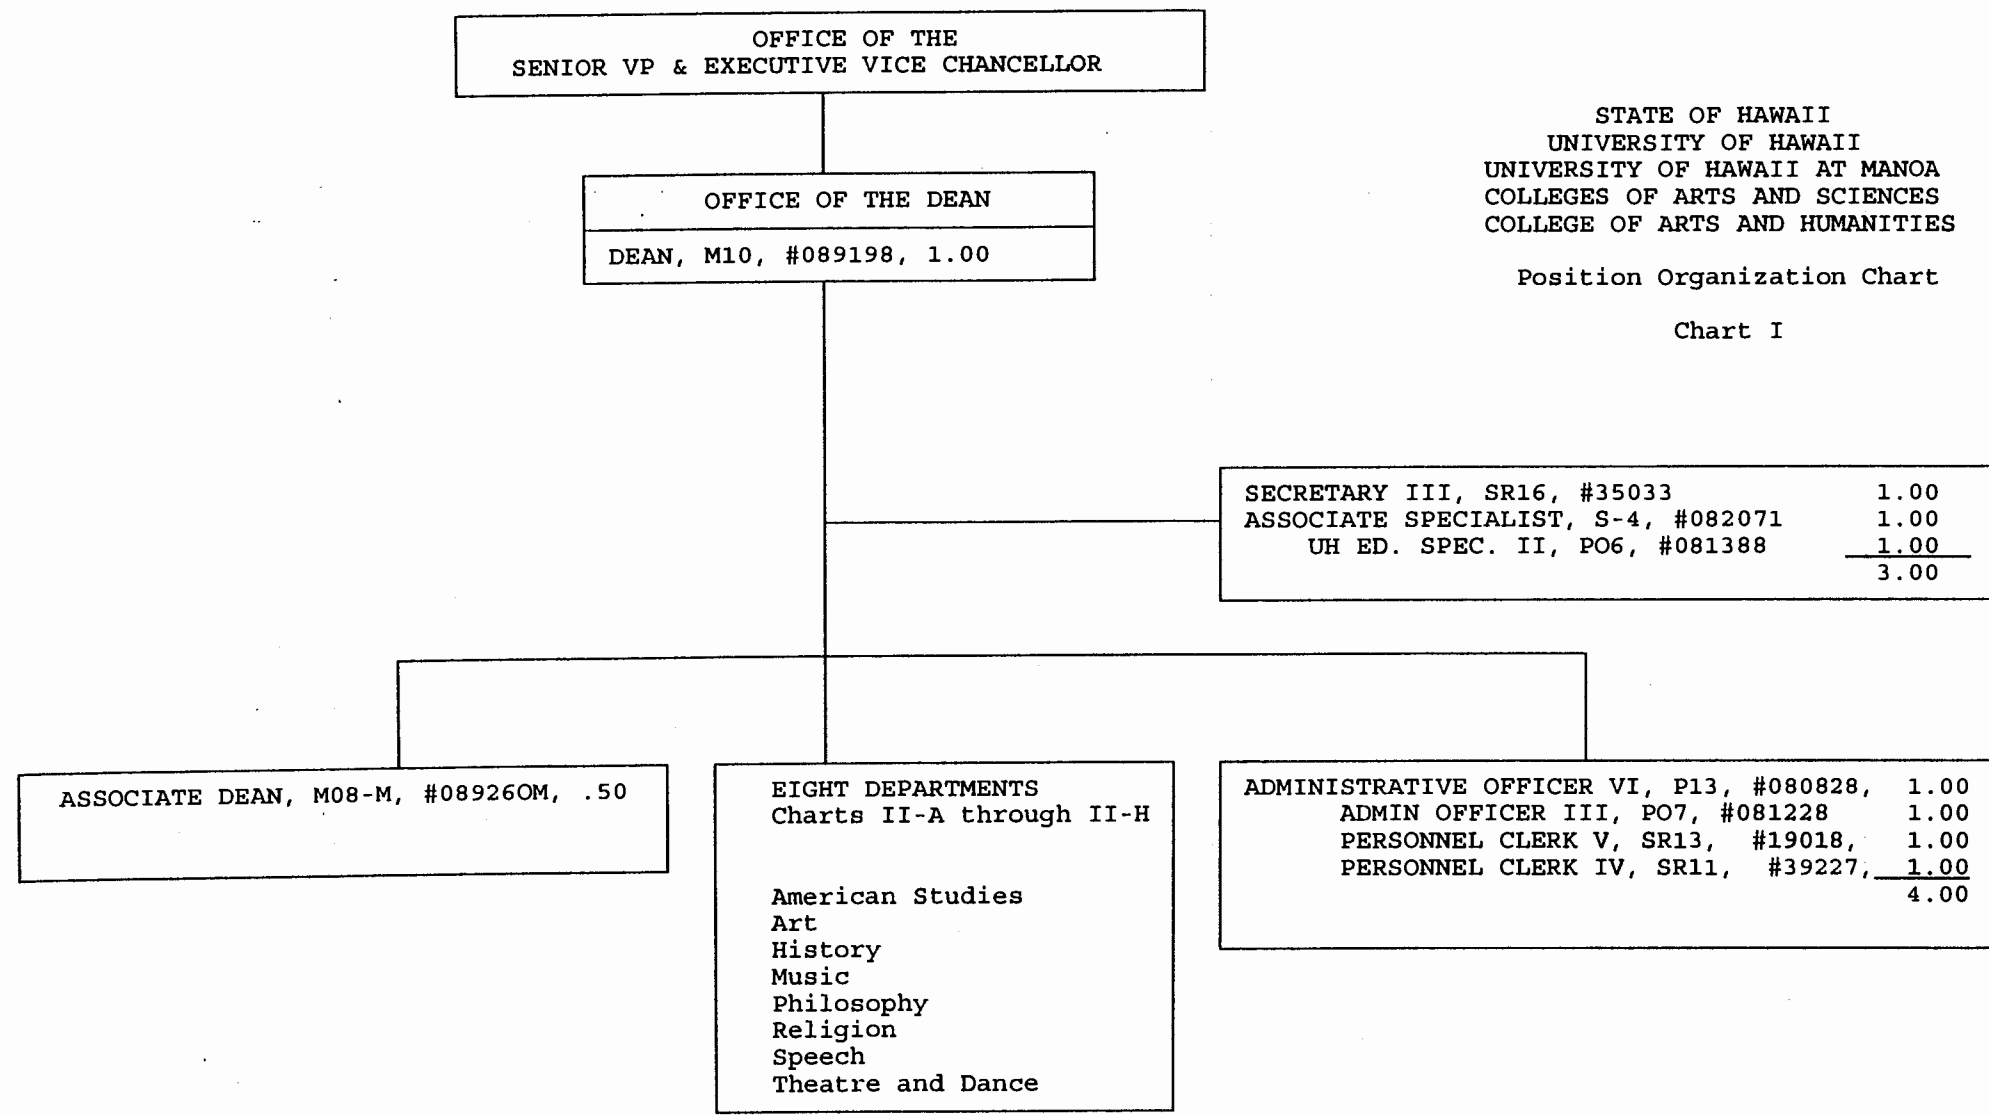 OFFICE OF THE
SENIOR VP & EXECUTIVE VICE CHANCELLOR
STATE OF HAWAII
UNIVERSITY OF HAWAII
UNIVERSITY OF HAWAII AT MANOA
COLLEGES OF ARTS AND SCIENCES
COLLEGE OF ARTS AND HUMANITIES
Position Organization Chart
Chart I
OFFICE OF THE DEAN
DEAN, M10, #089198, 1.00
SECRETARY III, SR16, #35033 1.00
ASSOCIATE SPECIALIST, S-4, #082071 1.00
UH ED. SPEC. II, PO6, #081388 1.00
3.00
ASSOCIATE DEAN, M08-M, #08926OM, .50
EIGHT DEPARTMENTS
Charts II-A through II-H
American Studies
Art
History
Music
Philosophy
Religion
Speech
Theatre and Dance
ADMINISTRATIVE OFFICER VI, P13, #080828, 1.00
ADMIN OFFICER III, PO7, #081228 1.00
PERSONNEL CLERK V, SR13, #19018, 1.00
PERSONNEL CLERK IV, SR11, #39227, 1.00
4.00